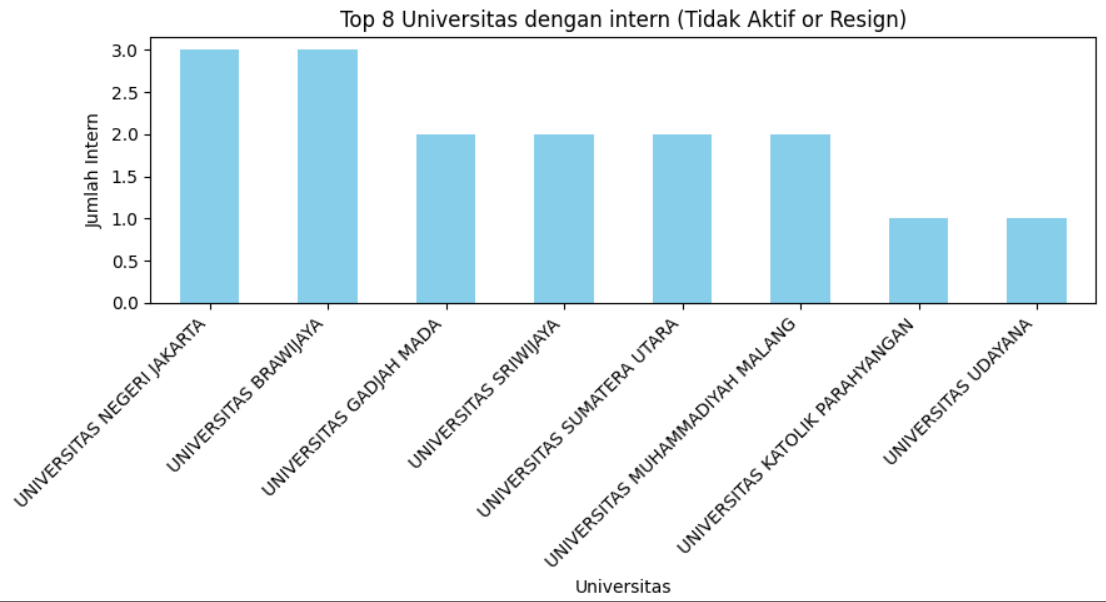 Top 8 Universitas dengan intern (Tidak Aktif or Resign)
Jumlah Intern
3.0
2.5
2.0
1.5
1.0
0.5
0.0
UNIVERSITAS NEGERI JAKARTA
UNIVERSITAS BRAWIJAYA
UNIVERSITAS GADJAH MADA
UNIVERSITAS SRIWIJAYA
UNIVERSITAS SUMATERA UTARA
UNIVERSITAS MUHAMMADIYAH MALANG
UNIVERSITAS KATOLIK PARAHYANGAN
UNIVERSITAS UDAYANA
Universitas